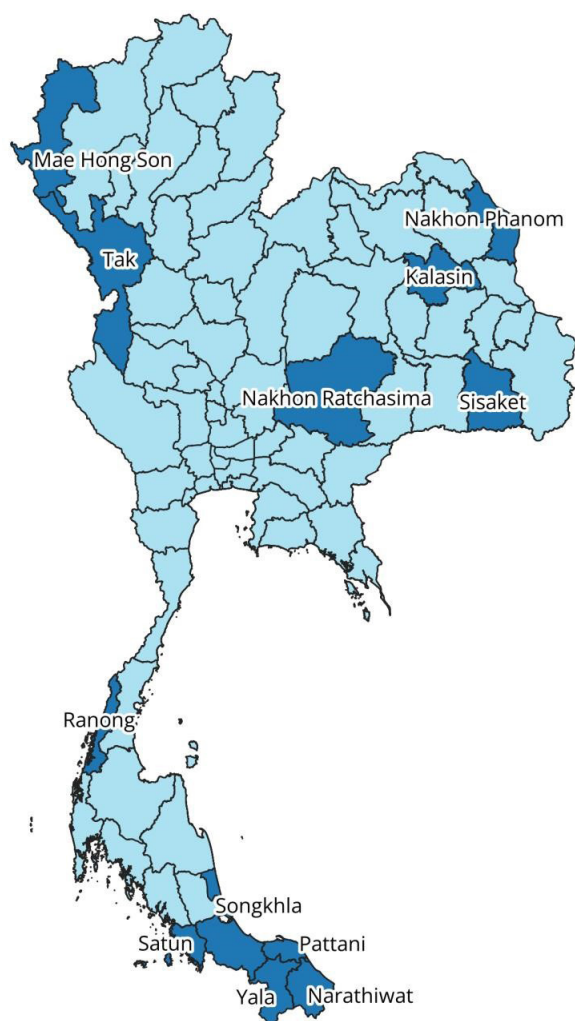 Mae Hong Son
Nakhon Phanom
Tak
Kalasin
Nakhon Ratchasima
Sisaket
Ranong
Songkhla
Satun
Pattani
Yala
Narathiwat